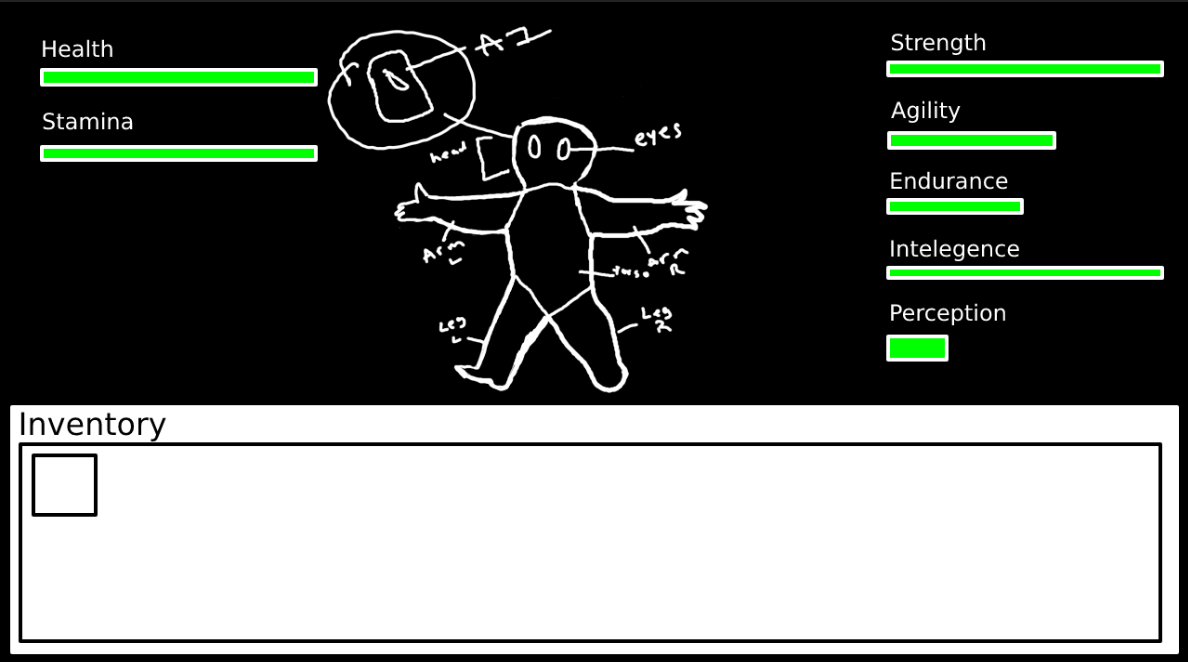 Health
Stamina
AI
head
eyes
Arm
L
Arm
R
torso
Leg
L
Leg
R
Strength
Agility
Endurance
Intelegence
Perception
Inventory